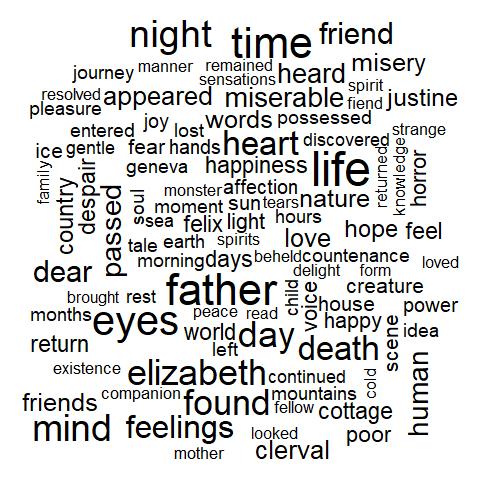 night
time
friend
journey
manner
remained
sensations
heard
misery
resolved
appeared
miserable
spirit
fiend
justine
pleasure
joy
lost
words
possessed
entered
fear
hands
heart
discovered
strange
ice
gentle
geneva
happiness
life
returned
knowledge
horror
family
country
despair
passed
soul
monster
affection
nature
moment
sun
tears
sea
felix
light
hours
hope
feel
tale
earth
spirits
love
morning
days
beheld
countenance
loved
delight
form
dear
father
child
voice
creature
brought
rest
house
power
months
eyes
peace
read
happy
scene
idea
world
day
return
left
death
existence
elizabeth
continued
cold
human
friends
companion
found
mountains
fellow
cottage
mind
feelings
looked
poor
mother
clerval